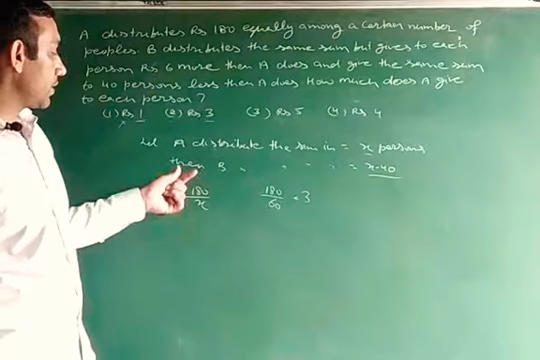 A distributes Rs 180 equally among a certain number of
peoples. B distributes the same sum but gives to each
person Rs 6 more then A does and give the same sum
to 40 persons less then A does. How much does A give
to each person?
(1) Rs 1 (2) Rs 3 (3) Rs 5 (4) Rs 4
Let A distribute the sum in = x persons
then B " " " " = x-40
180/x 180/60 = 3